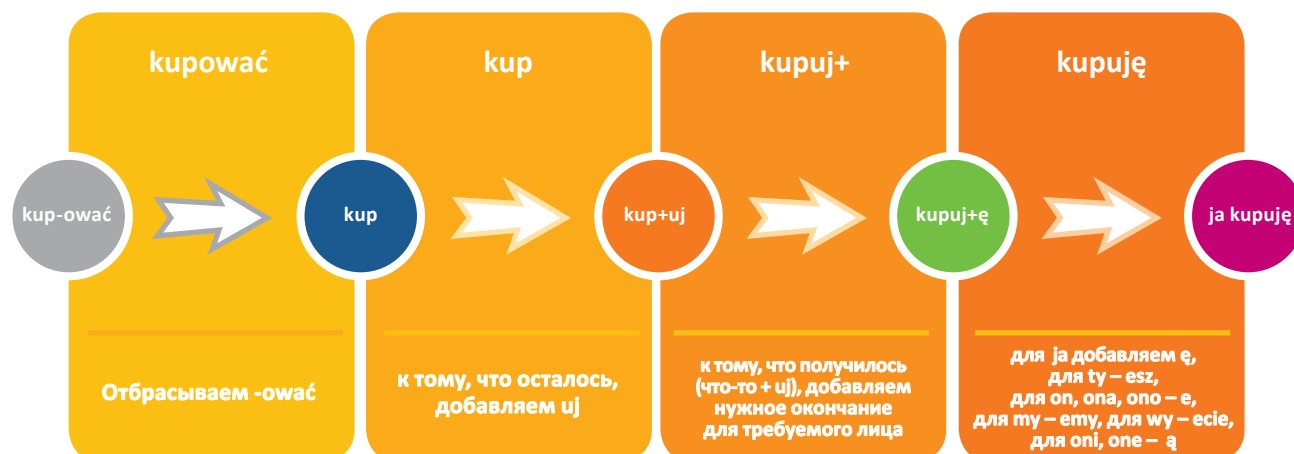 kupować
kup
kupuj+
kupuję
kup-ować
kup
kup+uj
kupuj+ę
ja kupuję
Отбрасываем -ować
к тому, что осталось,
добавляем uj
к тому, что получилось
(что-то + uj), добавляем
нужное окончание
для требуемого лица
для ja добавляем ę,
для ty – esz,
для on, ona, ono – e,
для my – emy, для wy – ecie,
для oni, one – ą